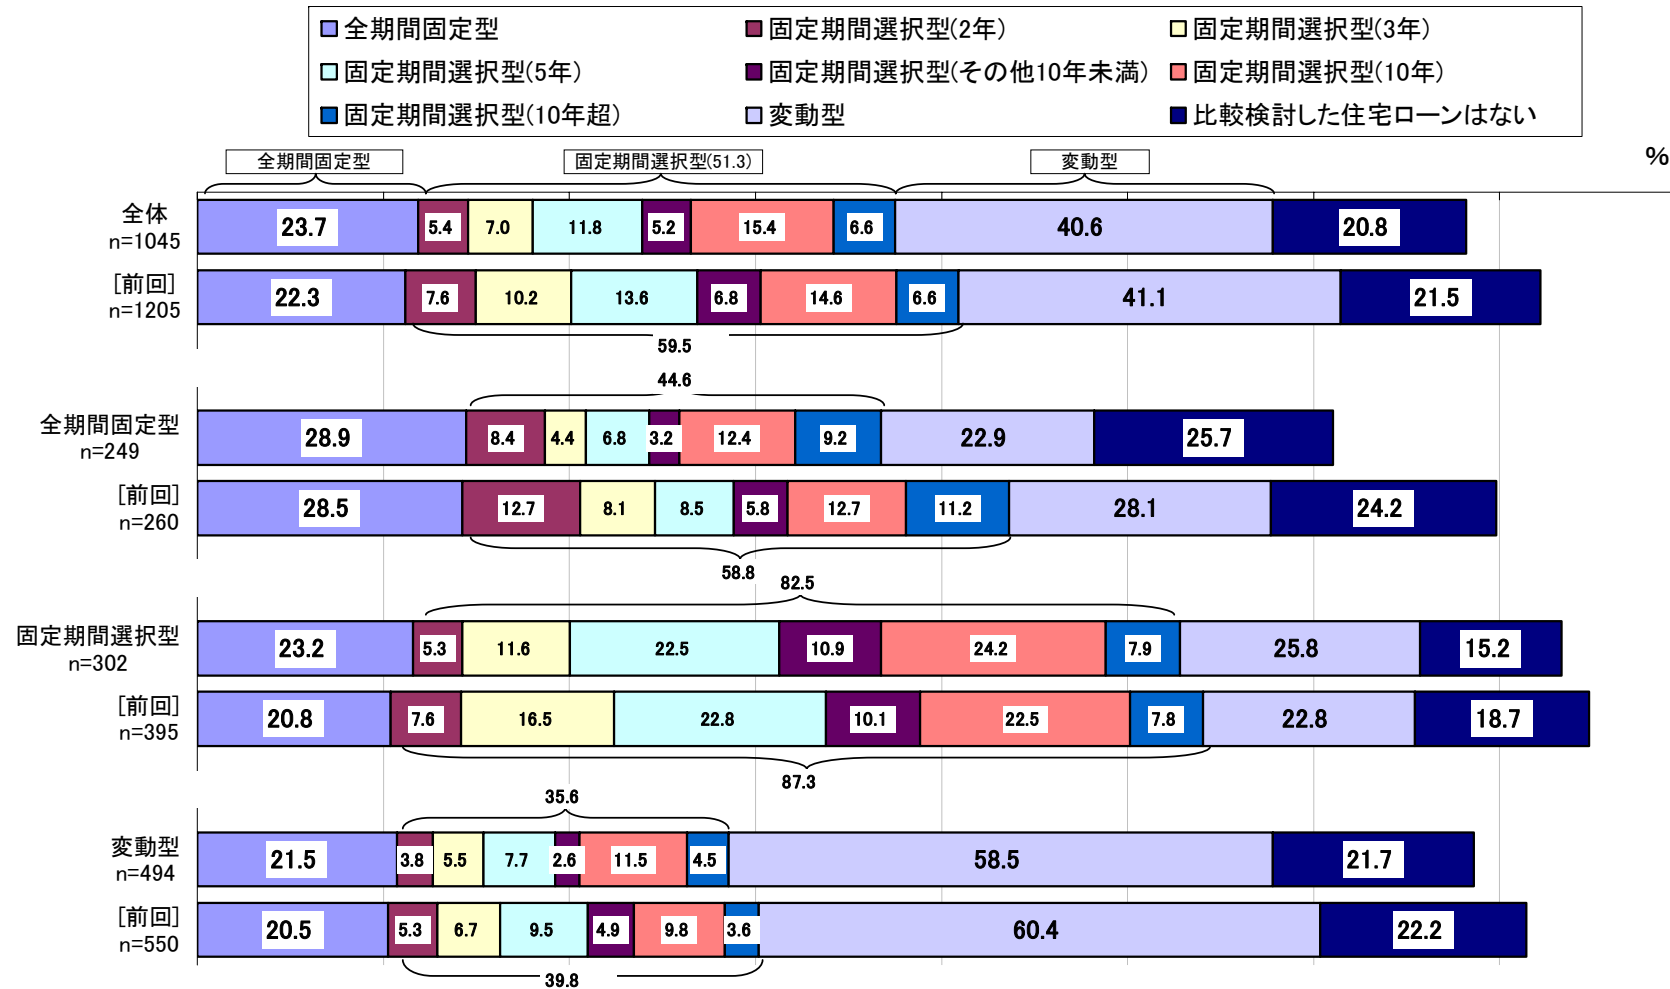 全期間固定型 固定期間選択型(2年) 固定期間選択型(3年)
固定期間選択型(5年) 固定期間選択型(その他10年未満) 固定期間選択型(10年)
固定期間選択型(10年超) 変動型 比較検討した住宅ローンはない
全期間固定型 固定期間選択型(51.3) 変動型 %
全体
n=1045
23.7 5.4 7.0 11.8 5.2 15.4 6.6 40.6 20.8
[前回]
n=1205
22.3 7.6 10.2 13.6 6.8 14.6 6.6 41.1 21.5
59.5
44.6
全期間固定型
n=249
28.9 8.4 4.4 6.8 3.2 12.4 9.2 22.9 25.7
[前回]
n=260
28.5 12.7 8.1 8.5 5.8 12.7 11.2 28.1 24.2
58.8
82.5
固定期間選択型
n=302
23.2 5.3 11.6 22.5 10.9 24.2 7.9 25.8 15.2
[前回]
n=395
20.8 7.6 16.5 22.8 10.1 22.5 7.8 22.8 18.7
87.3
35.6
変動型
n=494
21.5 3.8 5.5 7.7 2.6 11.5 4.5 58.5 21.7
[前回]
n=550
20.5 5.3 6.7 9.5 4.9 9.8 3.6 60.4 22.2
39.8